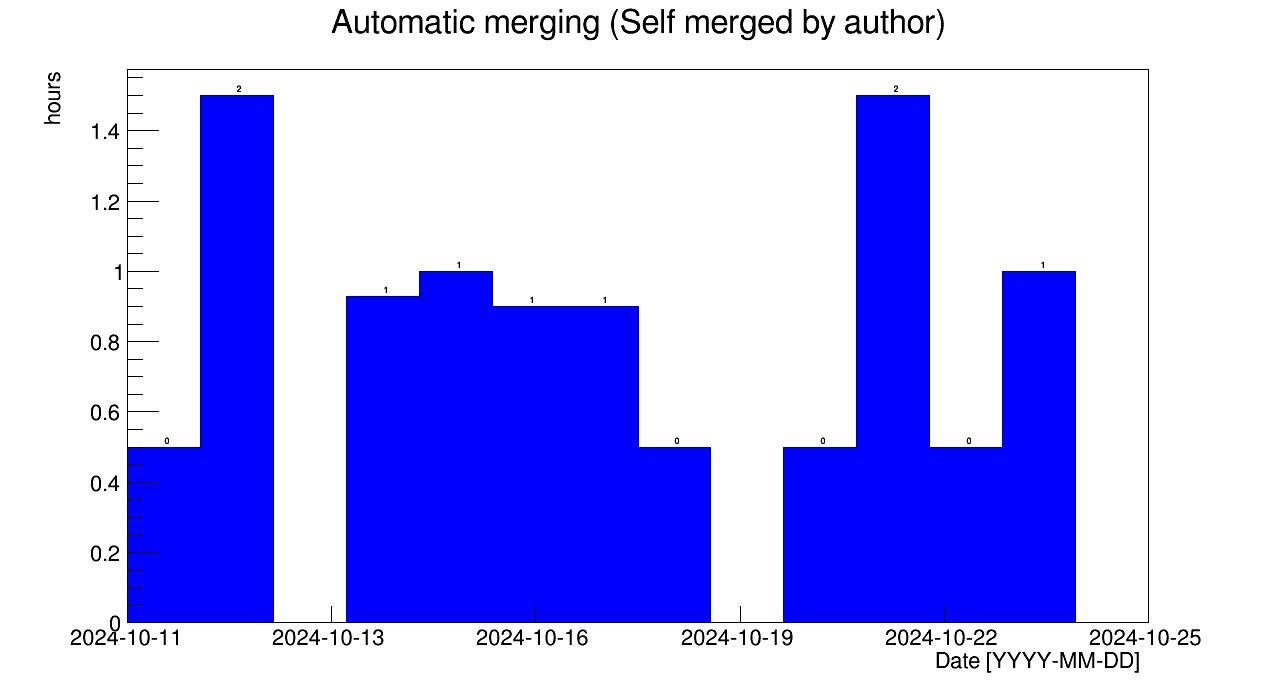 Automatic merging (Self merged by author)
hours
2 2
1.4
1.2
1 1 1
1 1 1
0.8
0.6
0 0 0 0
0.4
0.2
0
2024-10-11 2024-10-13 2024-10-16 2024-10-19 2024-10-22 2024-10-25
Date [YYYY-MM-DD]